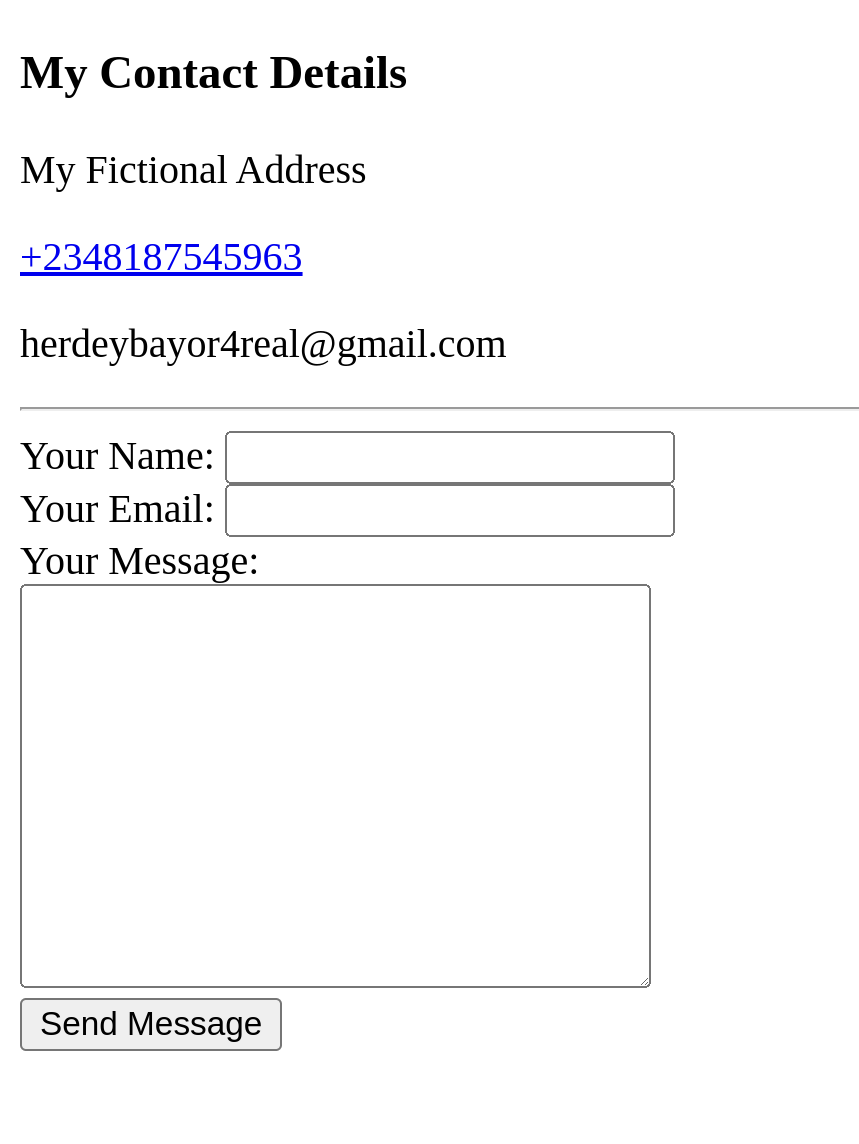 My Contact Details
My Fictional Address
+2348187545963
herdeybayor4real@gmail.com
Your Name:
Your Email:
Your Message:
Send Message